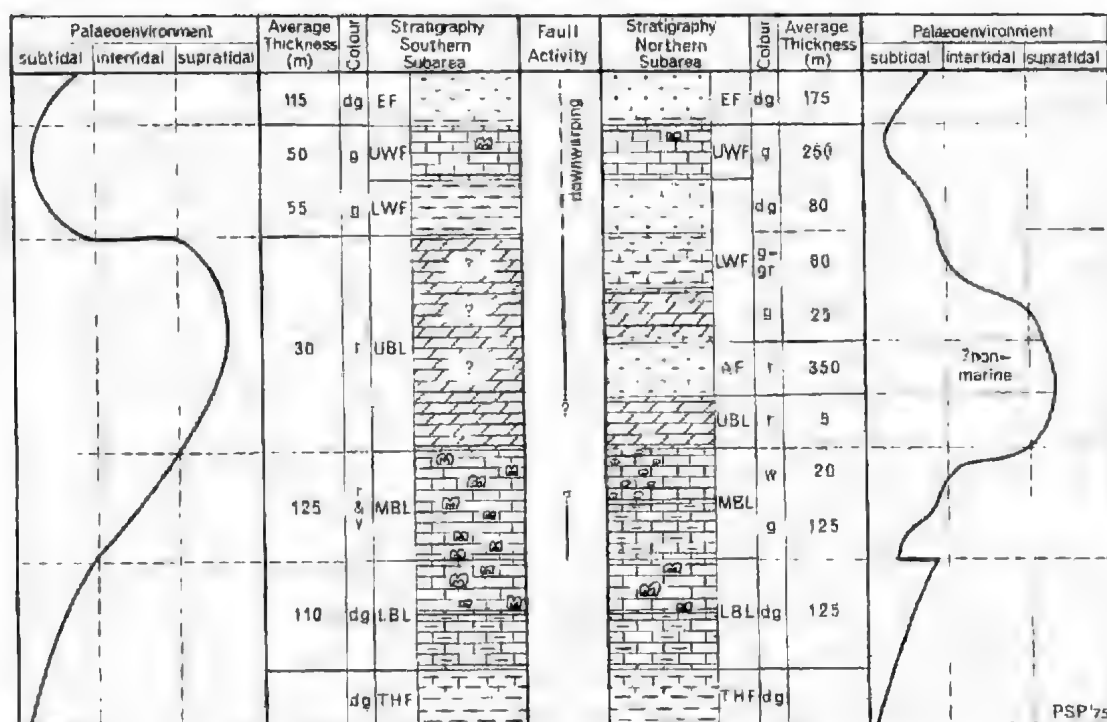 Palaeoenvironment
subtidal intertidal supratidal
Average Thickness (m)
Colour
Stratigraphy Southern Subarea
Fault Activity
Stratigraphy Northern Subarea
Colour
Average Thickness (m)
Palaeoenvironment
subtidal intertidal supratidal
115 dg EF
EF dg 175
50 g UWF
UWF g 250
downwarping
55 g LWF
dg 80
LWF g-gr 80
g 25
?
?
?
30 r UBL
AF r 350
?non-marine
?
UBL r 5
125 r & y MBL
?
MBL
w 20
g 125
110 dg LBL
LBL dg 125
dg THF
THF dg
PSP'75